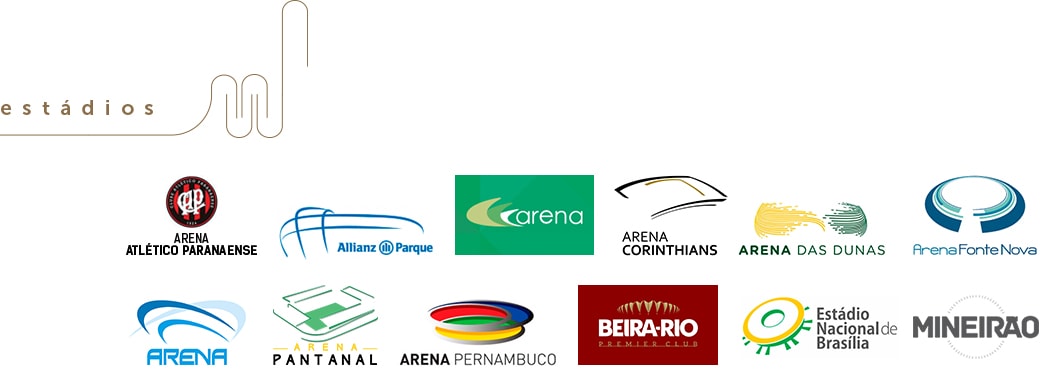 estádios
ARENA
ATLÉTICO PARANAENSE
Allianz Parque
arena
ARENA
CORINTHIANS
ARENA DAS DUNAS
Arena Fonte Nova
ARENA
ARENA
PANTANAL
ARENA PERNAMBUCO
BEIRA-RIO
PREMIER CLUB
Estádio
Nacional de
Brasília
MINEIRÃO